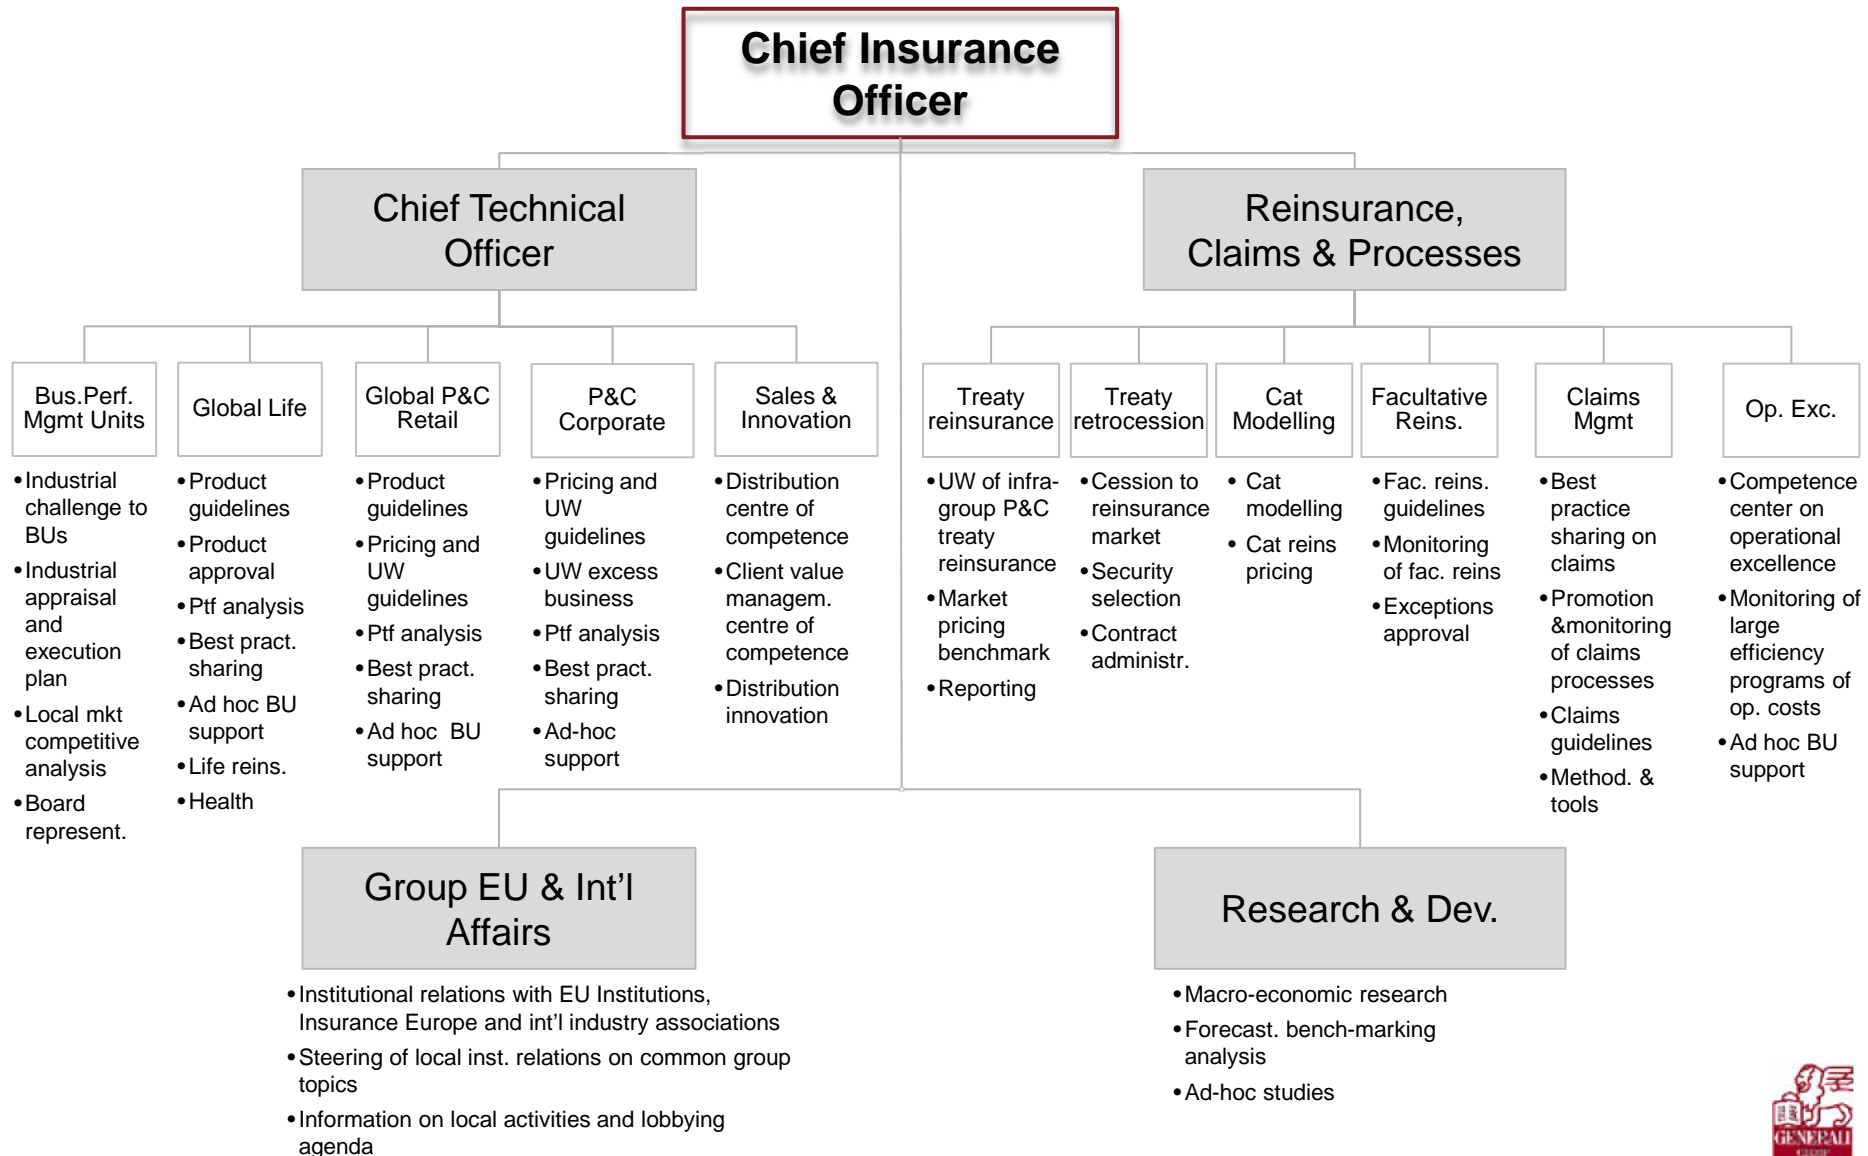 Chief Insurance
Officer
Chief Technical
Officer
Reinsurance,
Claims & Processes
Bus.Perf.
Mgmt Units
Global Life
Global P&C
Retail
P&C
Corporate
Sales &
Innovation
Treaty
reinsurance
Treaty
retrocession
Cat
Modelling
Facultative
Reins.
Claims
Mgmt
Op. Exc.
•Industrial
challenge to
BUs
•Industrial
appraisal
and
execution
plan
•Local mkt
competitive
analysis
•Board
represent.
•Product
guidelines
•Product
approval
•Ptf analysis
•Best pract.
sharing
•Ad hoc BU
support
•Life reins.
•Health
•Product
guidelines
•Pricing and
UW
guidelines
•Ptf analysis
•Best pract.
sharing
•Ad hoc  BU
support
•Pricing and
UW
guidelines
•UW excess
business
•Ptf analysis
•Best pract.
sharing
•Ad-hoc
support
•Distribution
centre of
competence
•Client value
managem.
centre of
competence
•Distribution
innovation
•UW of infra-
group P&C
treaty
reinsurance
•Market
pricing
benchmark
•Reporting
•Cession to
reinsurance
market
•Security
selection
•Contract
administr.
• Cat
modelling
• Cat reins
pricing
•Fac. reins.
guidelines
•Monitoring
of fac. reins
•Exceptions
approval
•Best
practice
sharing on
claims
•Promotion
&monitoring
of claims
processes
•Claims
guidelines
•Method. &
tools
•Competence
center on
operational
excellence
•Monitoring of
large
efficiency
programs of
op. costs
•Ad hoc BU
support
Group EU & Int'l
Affairs
•Institutional relations with EU Institutions,
Insurance Europe and int'l industry associations
•Steering of local inst. relations on common group
topics
•Information on local activities and lobbying
agenda
Research & Dev.
•Macro-economic research
•Forecast. bench-marking
analysis
•Ad-hoc studies
GENERALI